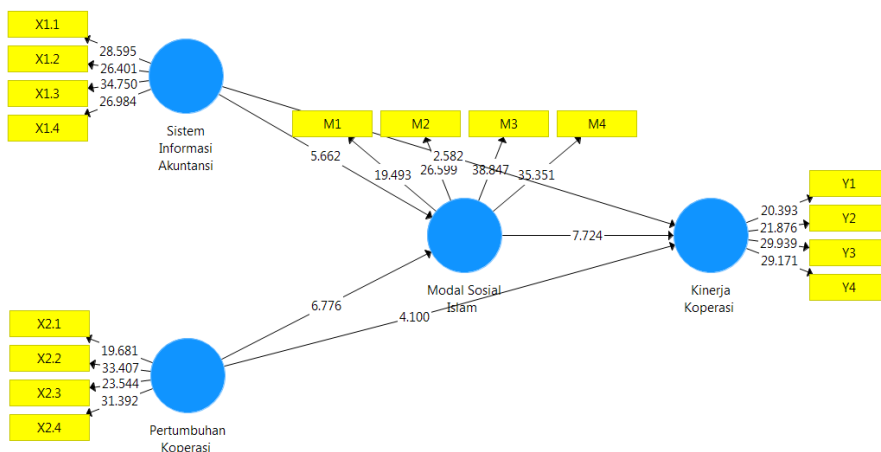 X1.1
X1.2
X1.3
X1.4
28.595
26.401
34.750
26.984
Sistem
Informasi
Akuntansi
M1
M2
M3
M4
5.662
19.493
26.599
2.582
38.847
35.351
Y1
Y2
Y3
Y4
20.393
21.876
29.939
29.171
7.724
Modal Sosial
Islam
Kinerja
Koperasi
6.776
4.100
X2.1
X2.2
X2.3
X2.4
19.681
33.407
23.544
31.392
Pertumbuhan
Koperasi